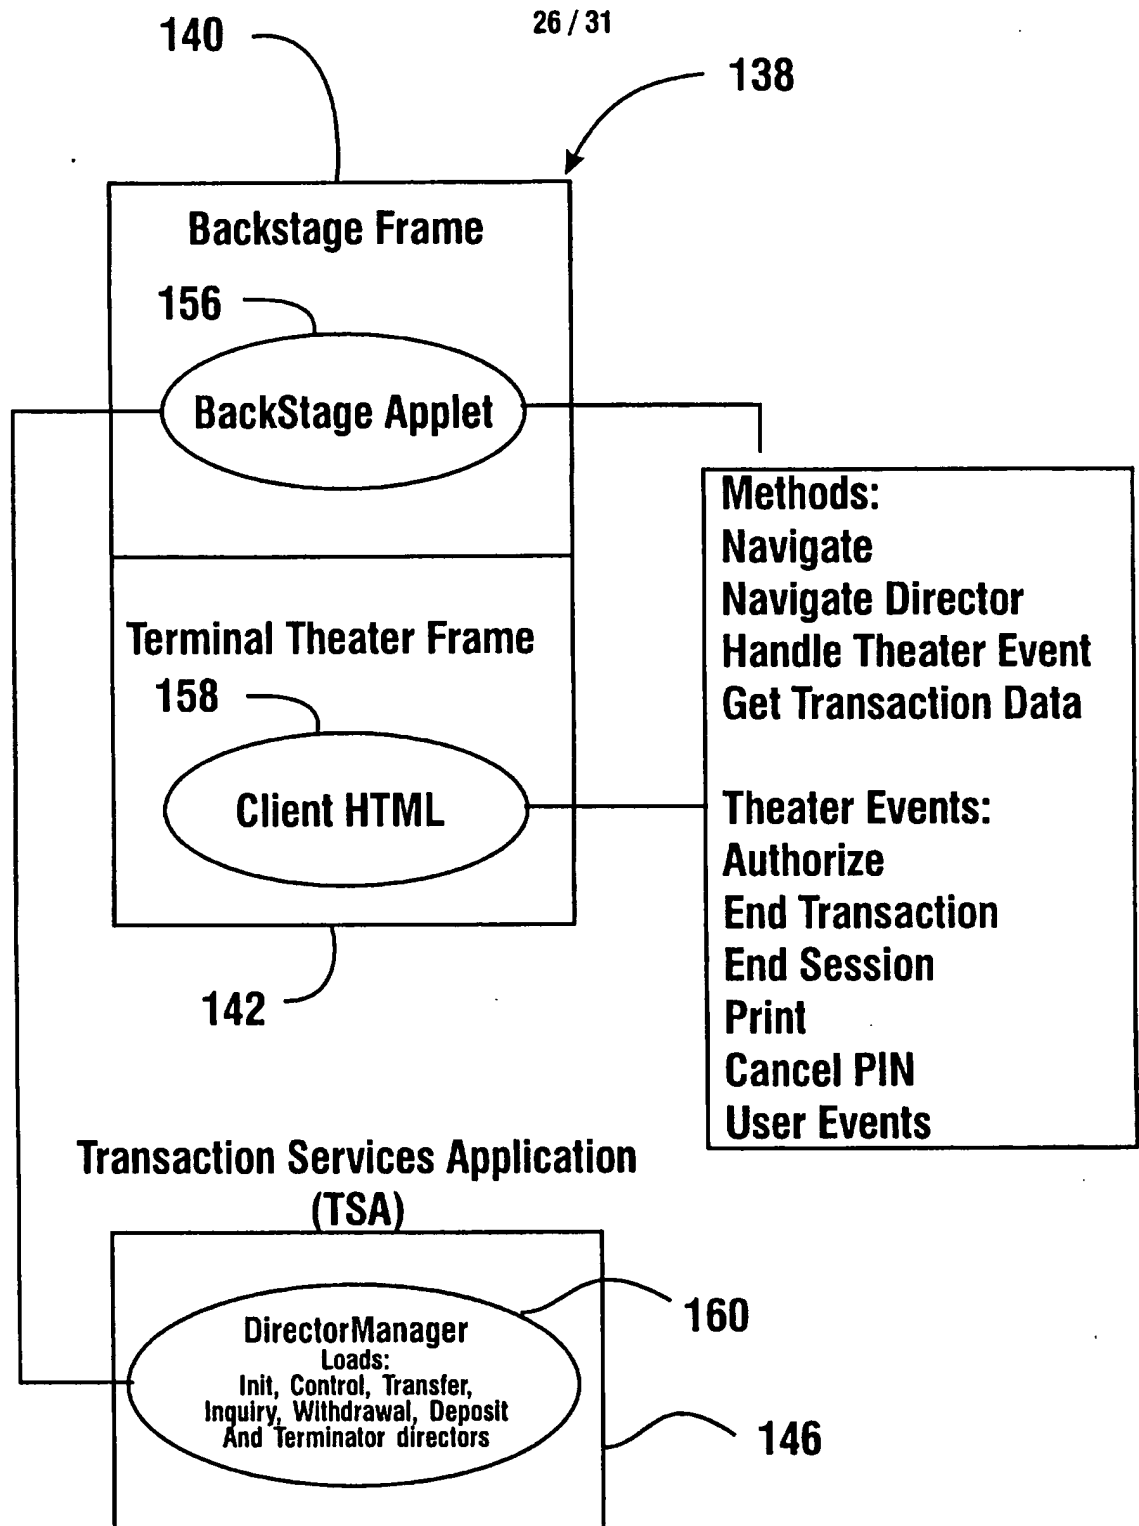 26 / 31
140
138
Backstage Frame
156
BackStage Applet
Methods:
Navigate
Navigate Director
Handle Theater Event
Get Transaction Data
Theater Events:
Authorize
End Transaction
End Session
Print
Cancel PIN
User Events
Terminal Theater Frame
158
Client HTML
142
Transaction Services Application
(TSA)
160
DirectorManager
Loads:
Init, Control, Transfer,
Inquiry, Withdrawal, Deposit
And Terminator directors
146